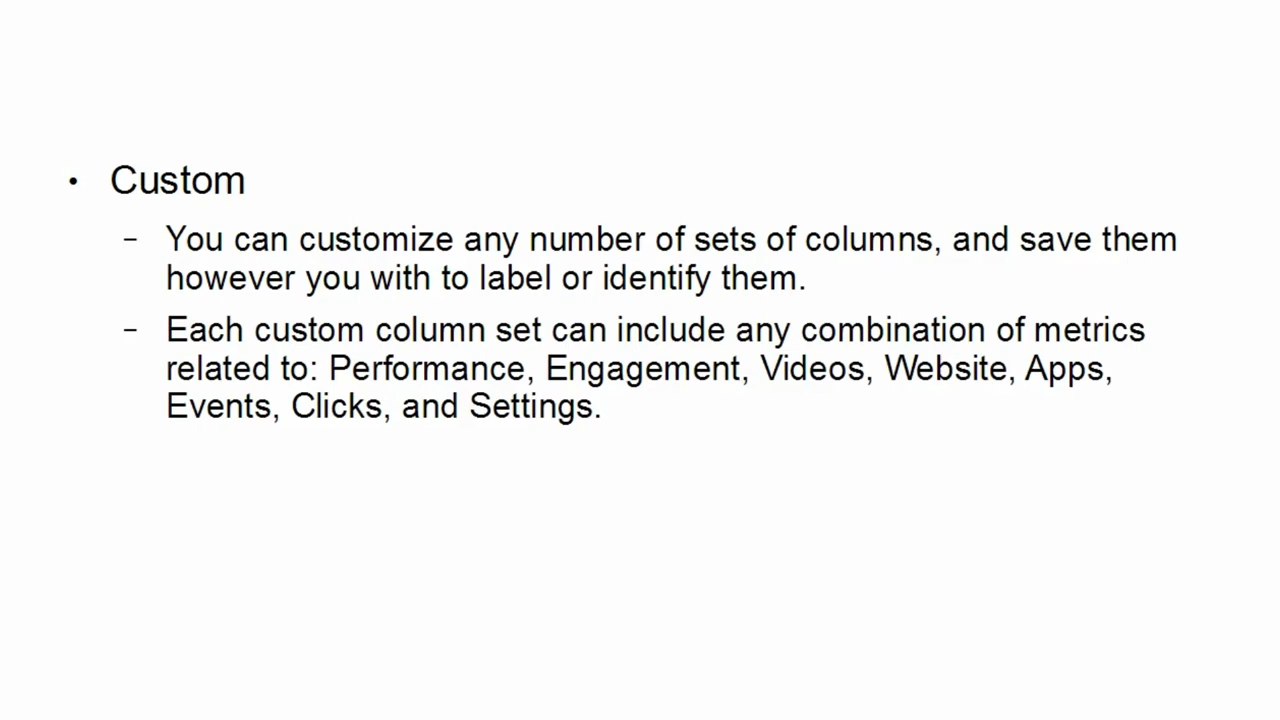 • Custom
– You can customize any number of sets of columns, and save them
however you with to label or identify them.
– Each custom column set can include any combination of metrics
related to: Performance, Engagement, Videos, Website, Apps,
Events, Clicks, and Settings.